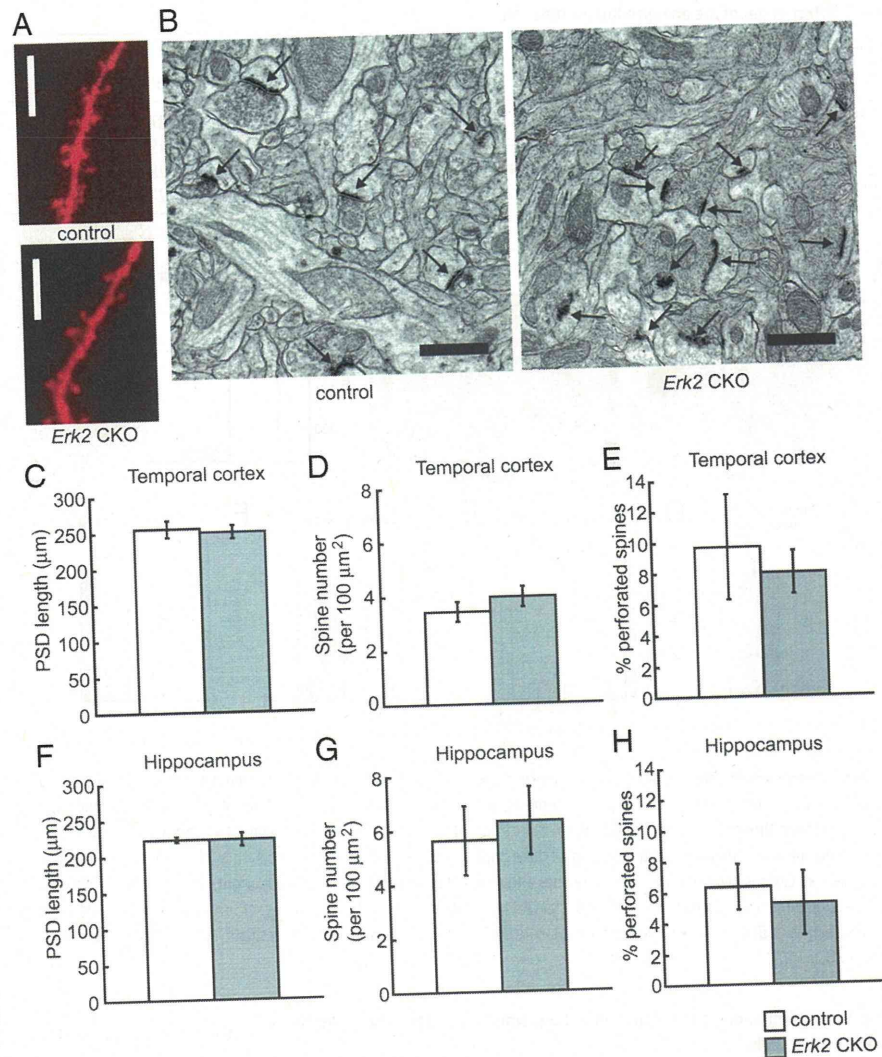 A
B
control
Erk2 CKO
control
Erk2 CKO
C
Temporal cortex
PSD length (μm)
300
250
200
150
100
50
0
D
Temporal cortex
Spine number
(per 100 μm²)
8
6
4
2
0
E
Temporal cortex
% perforated spines
14
12
10
8
6
4
2
0
F
Hippocampus
PSD length (μm)
300
250
200
150
100
50
0
G
Hippocampus
Spine number
(per 100 μm²)
8
6
4
2
0
H
Hippocampus
% perforated spines
14
12
10
8
6
4
2
0
control
Erk2 CKO